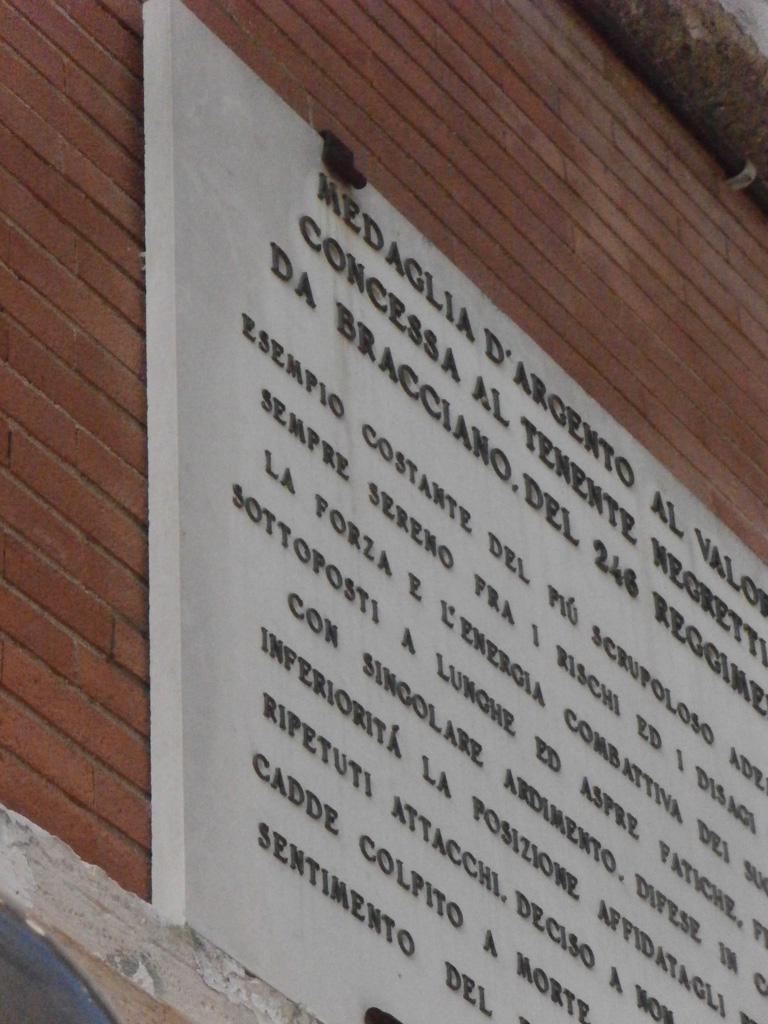 MEDAGLIA D'ARGENTO AL VALOR
CONCESSA AL TENENTE NEGRETTI
DA BRACCIANO, DEL 246 REGGIME
ESEMPIO COSTANTE DEL PIÚ SCRUPOLOSO ADE
SEMPRE SERENO FRA I RISCHI ED I DISAGI
LA FORZA E L'ENERGIA COMBATTIVA DEI SUO
SOTTOPOSTI A LUNGHE ED ASPRE FATICHE, F
CON SINGOLARE ARDIMENTO, DIFESE IN C
INFERIORITÁ LA POSIZIONE AFFIDATAGLI
RIPETUTI ATTACCHI, DECISO A NON
CADDE COLPITO A MORTE
SENTIMENTO DEL